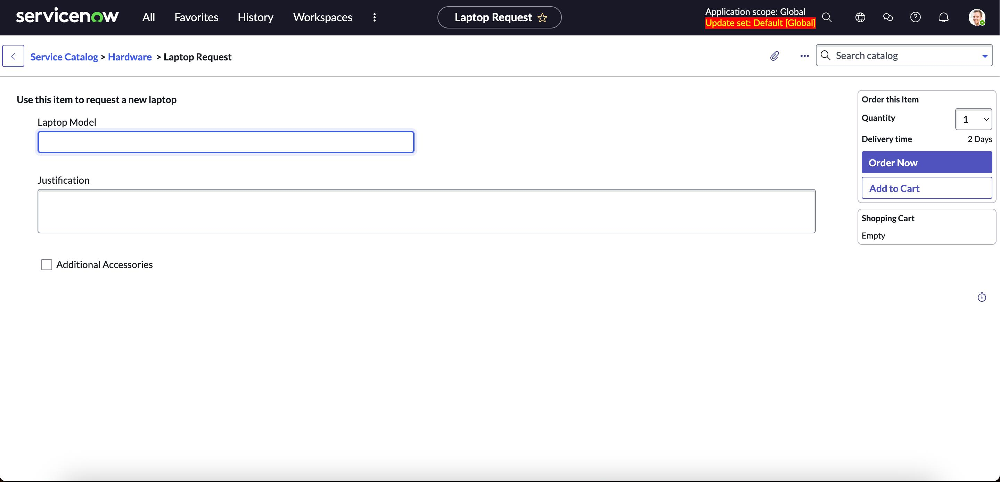 servicenow All Favorites History Workspaces Laptop Request Application scope: Global
Update set: Default [Global]
Service Catalog > Hardware > Laptop Request
Search catalog
Use this item to request a new laptop
Laptop Model
Justification
Additional Accessories
Order this Item
Quantity 1
Delivery time 2 Days
Order Now
Add to Cart
Shopping Cart
Empty